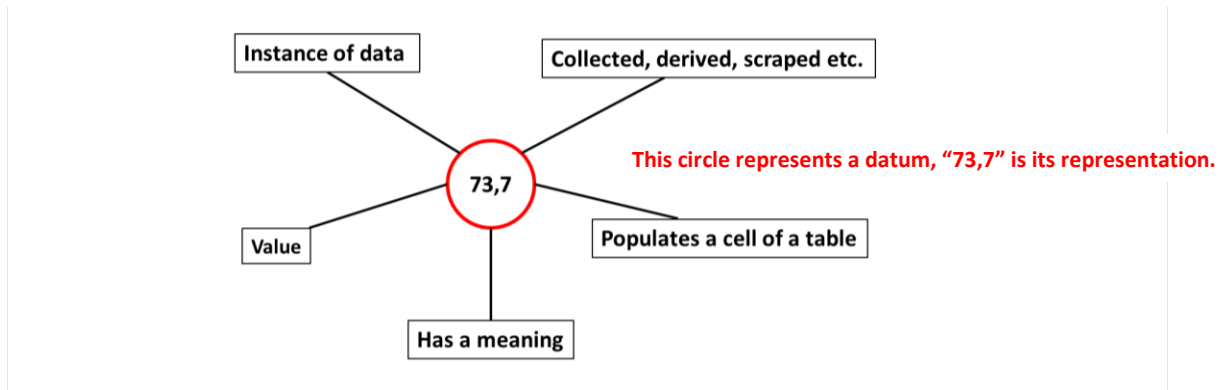 Instance of data
Collected, derived, scraped etc.
This circle represents a datum, “73,7” is its representation.
73,7
Value
Populates a cell of a table
Has a meaning